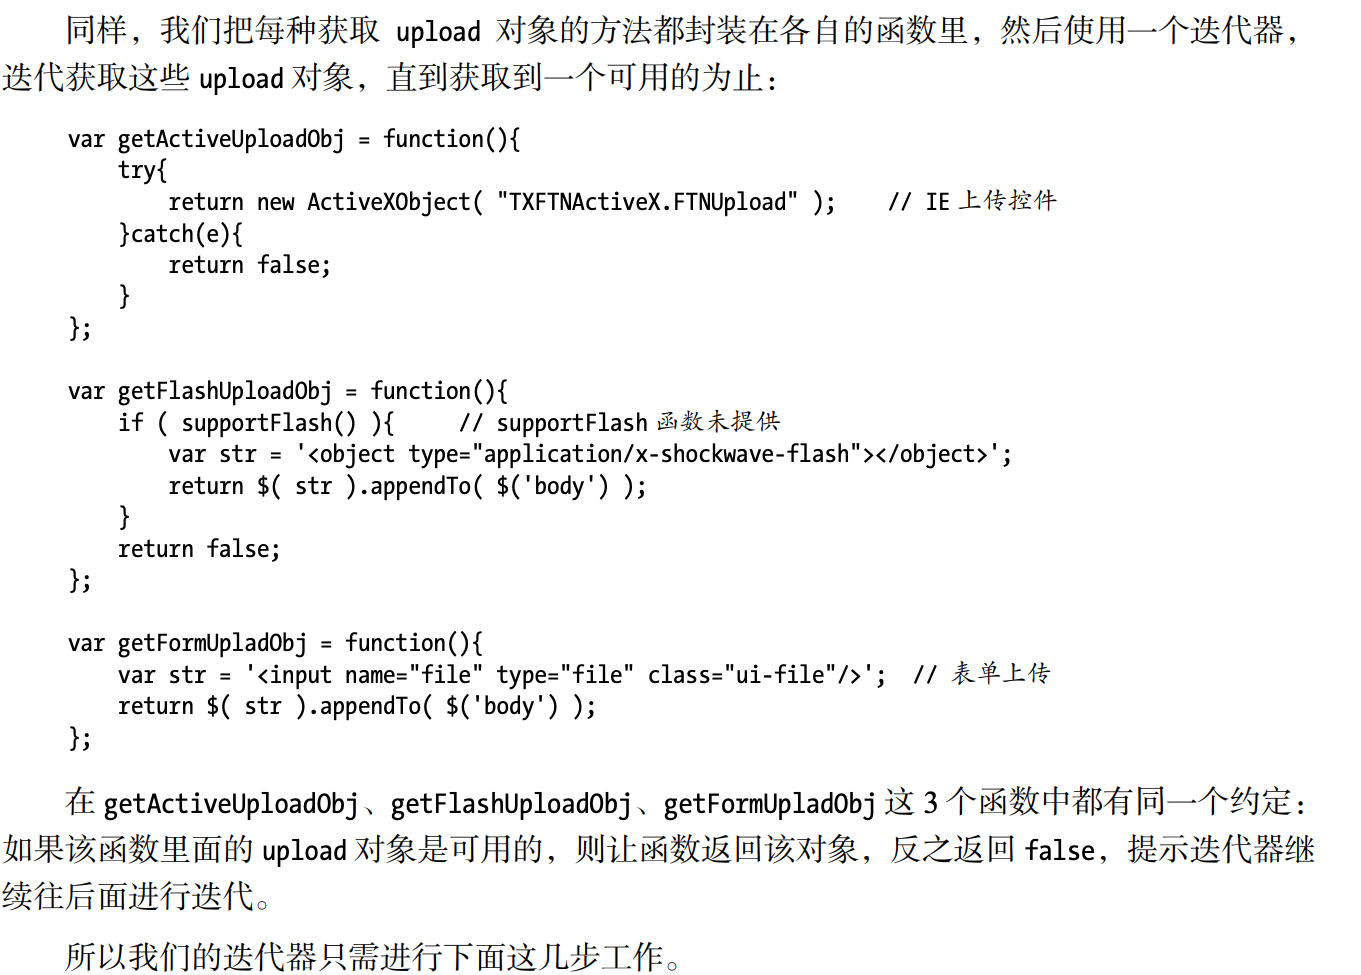 同样，我们把每种获取 upload 对象的方法都封装在各自的函数里，然后使用一个迭代器，
迭代获取这些 upload 对象，直到获取到一个可用的为止：
var getActiveUploadObj = function(){
    try{
        return new ActiveXObject( "TXFTNActiveX.FTNUpload" );    // IE 上传控件
    }catch(e){
        return false;
    }
};
var getFlashUploadObj = function(){
    if ( supportFlash() ){     // supportFlash 函数未提供
        var str = '<object type="application/x-shockwave-flash"></object>';
        return $( str ).appendTo( $('body') );
    }
    return false;
};
var getFormUpladObj = function(){
    var str = '<input name="file" type="file" class="ui-file"/>';  // 表单上传
    return $( str ).appendTo( $('body') );
};
在 getActiveUploadObj、getFlashUploadObj、getFormUpladObj 这 3 个函数中都有同一个约定：
如果该函数里面的 upload 对象是可用的，则让函数返回该对象，反之返回 false，提示迭代器继
续往后面进行迭代。
所以我们的迭代器只需进行下面这几步工作。